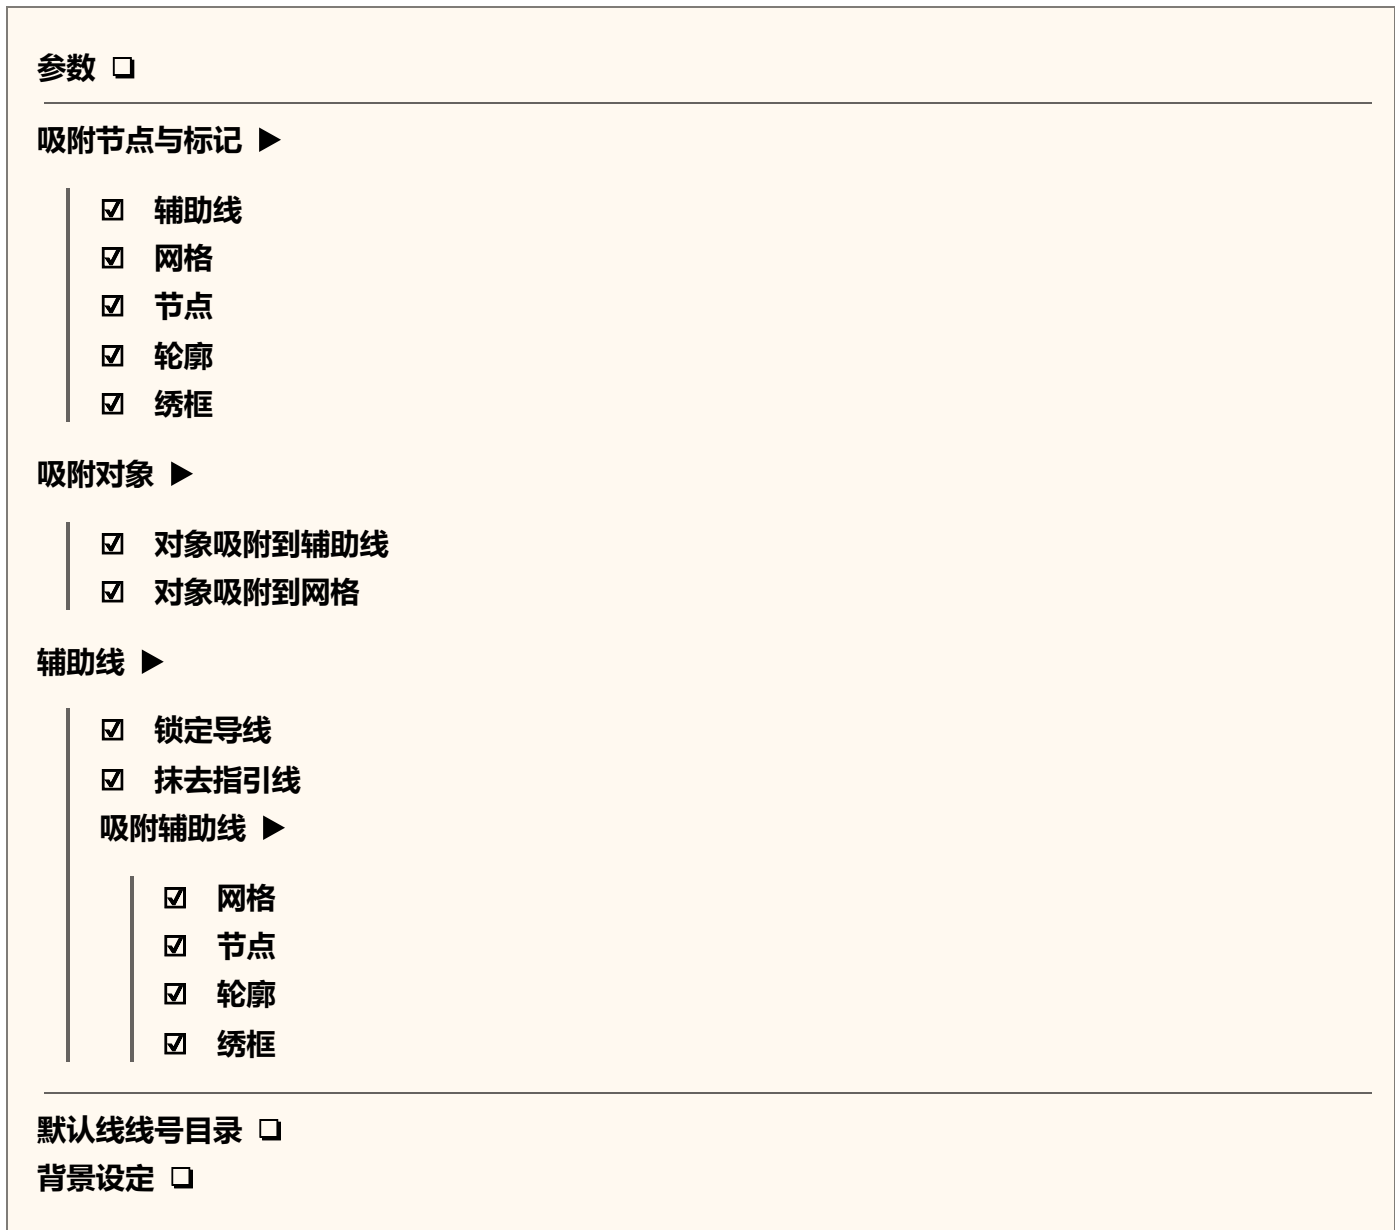 参数 ❏
吸附节点与标记 ▶
☑ 辅助线
☑ 网格
☑ 节点
☑ 轮廓
☑ 绣框
吸附对象 ▶
☑ 对象吸附到辅助线
☑ 对象吸附到网格
辅助线 ▶
☑ 锁定导线
☑ 抹去指引线
吸附辅助线 ▶
☑ 网格
☑ 节点
☑ 轮廓
☑ 绣框
默认线线号目录 ❏
背景设定 ❏